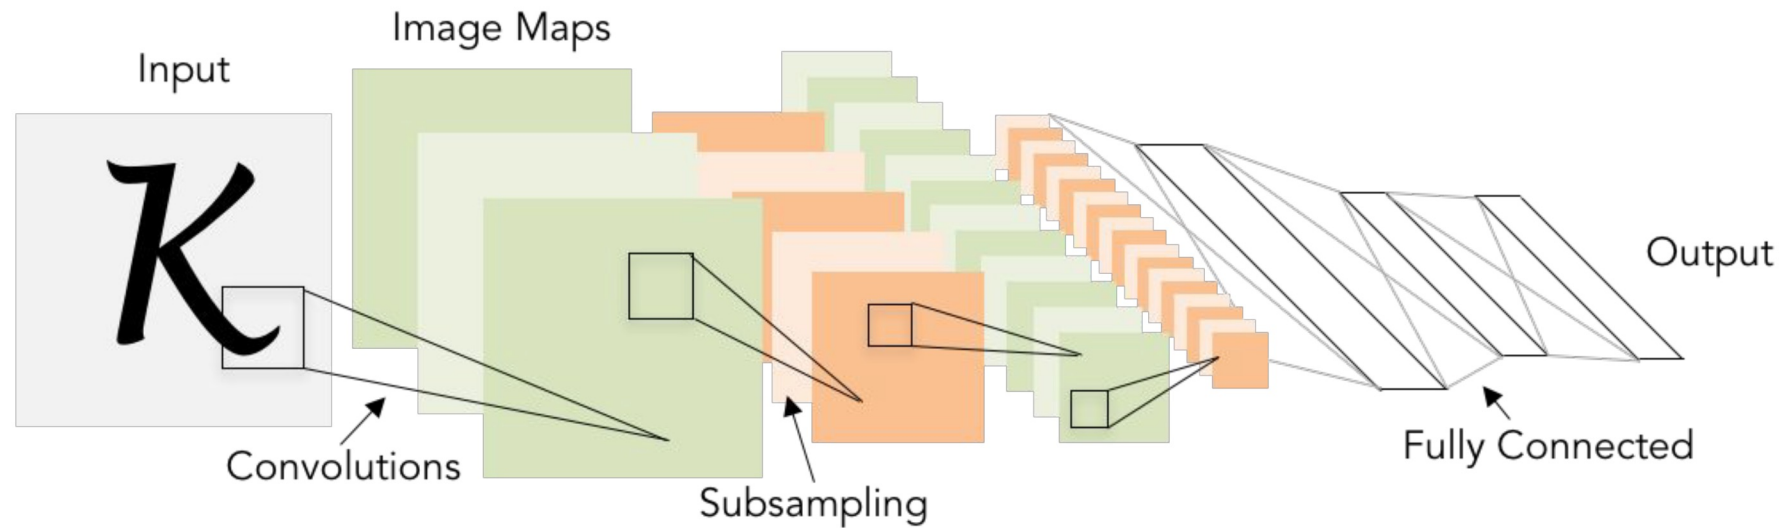 Image Maps
Input
K
Output
Convolutions
Fully Connected
Subsampling